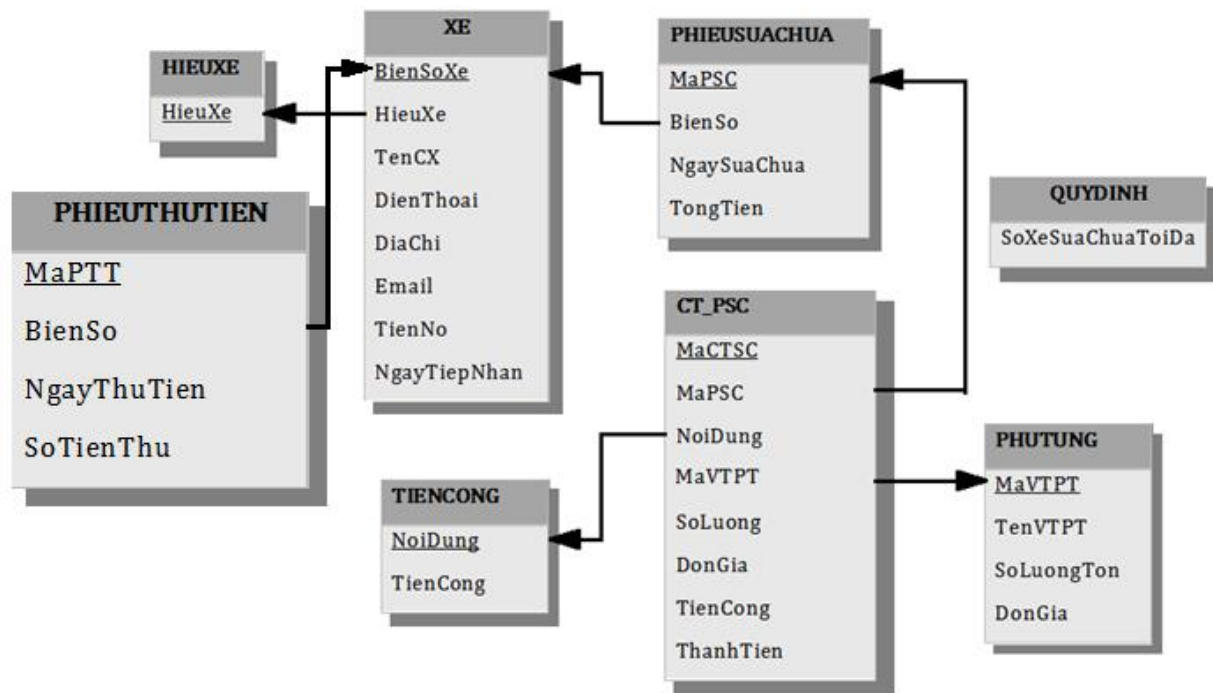 HIEUXE
HieuXe
PHIEUTHUTIEN
MaPTT
BienSo
NgayThuTien
SoTienThu
XE
BienSoXe
HieuXe
TenCX
DienThoai
DiaChi
Email
TienNo
NgayTiepNhan
TIENCONG
NoiDung
TienCong
PHIEUSUACHUA
MaPSC
BienSo
NgaySuaChua
TongTien
CT_PSC
MaCTSC
MaPSC
NoiDung
MaVTPT
SoLuong
DonGia
TienCong
ThanhTien
QUYDINH
SoXeSuaChuaToiDa
PHUTUNG
MaVTPT
TenVTPT
SoLuongTon
DonGia